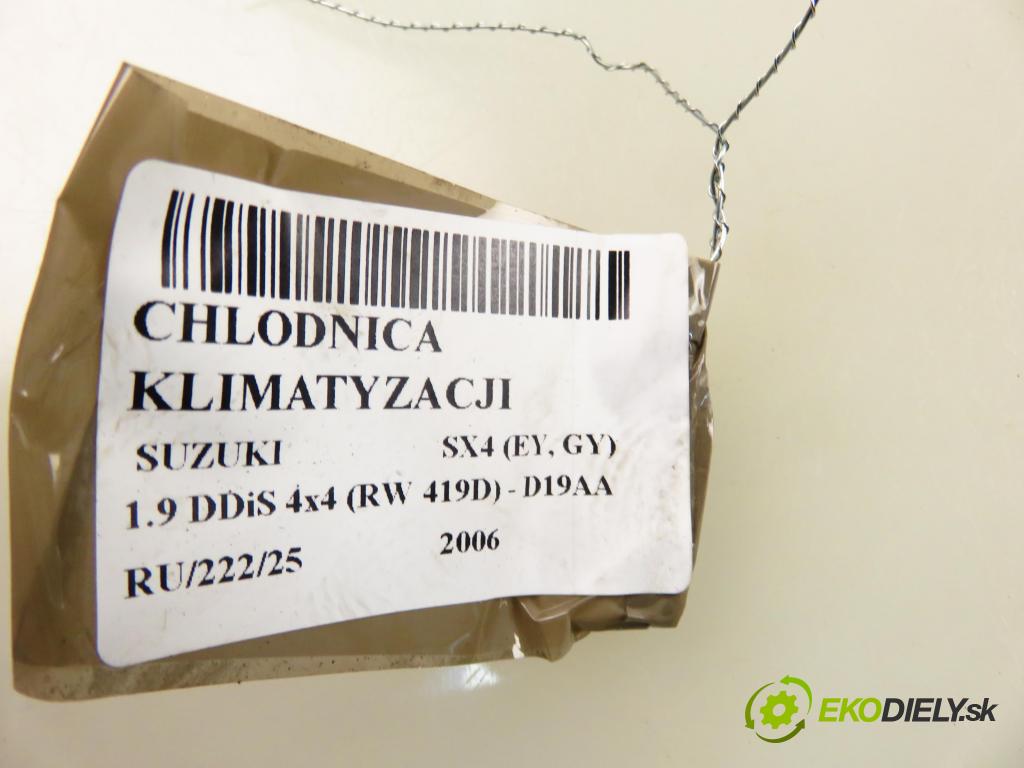 CHLODNICA
KLIMATYZACJI
SUZUKI SX4 (EY, GY)
1.9 DDiS 4x4 (RW 419D) - D19AA
RU/222/25 2006
EKODIELY.sk